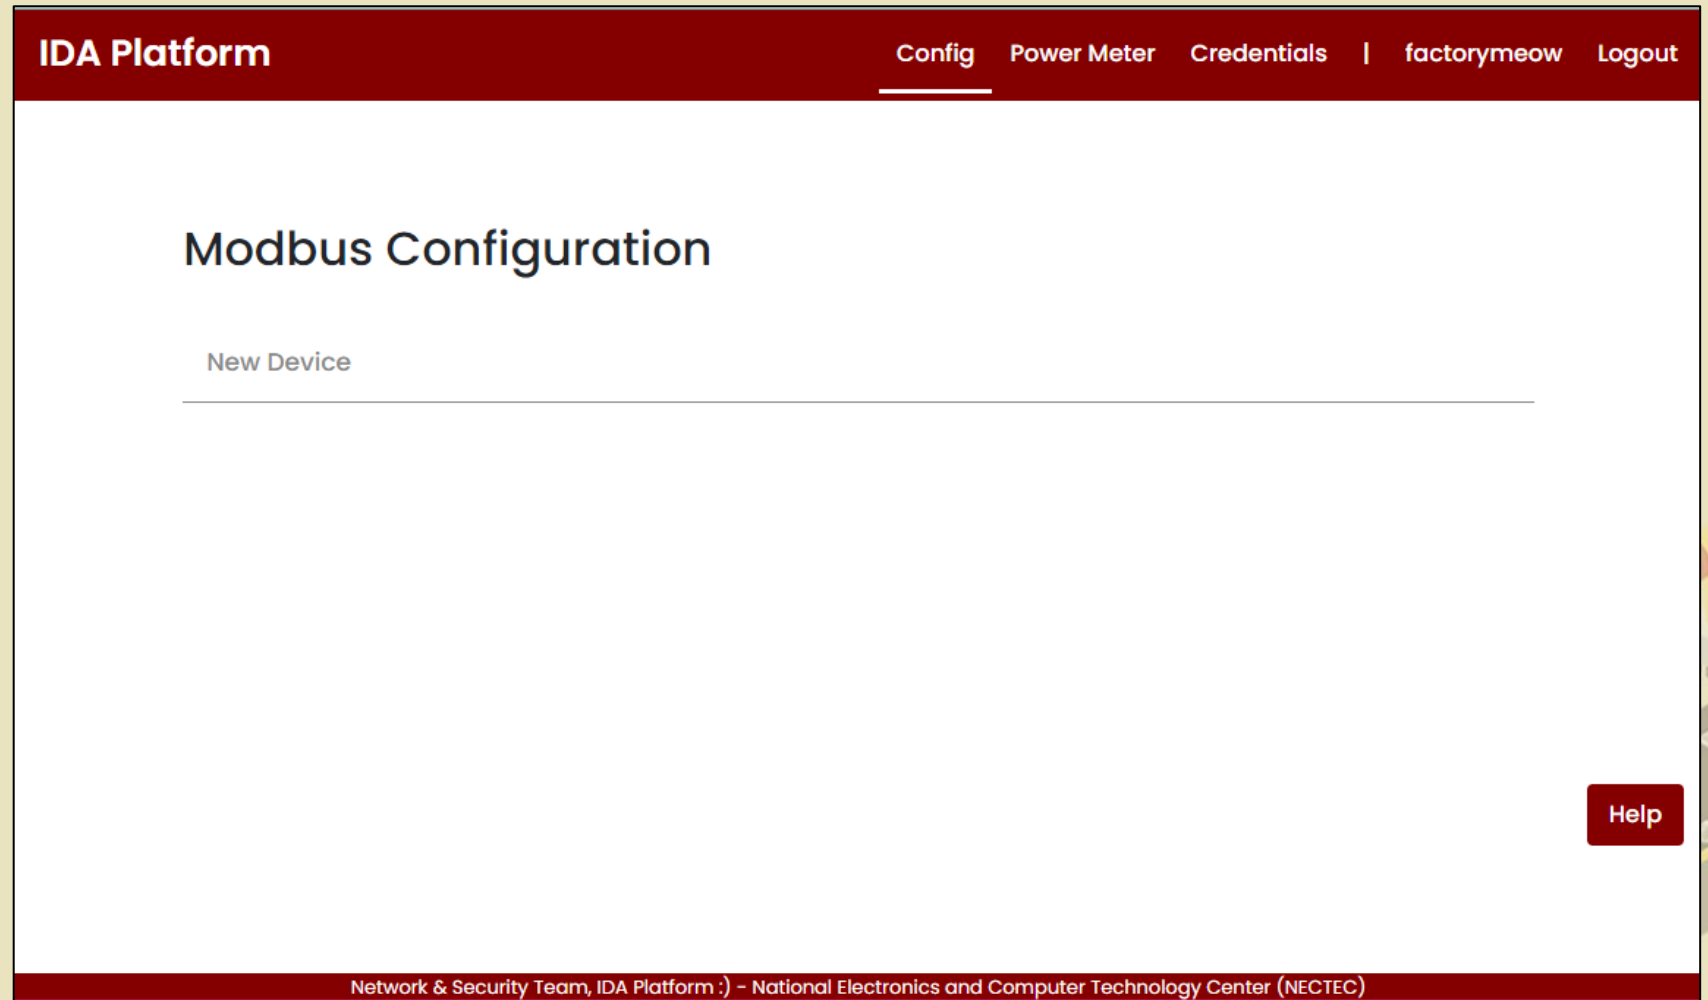 IDA Platform
Config Power Meter Credentials | factorymeow Logout
Modbus Configuration
New Device
Help
Network & Security Team, IDA Platform :) - National Electronics and Computer Technology Center (NECTEC)